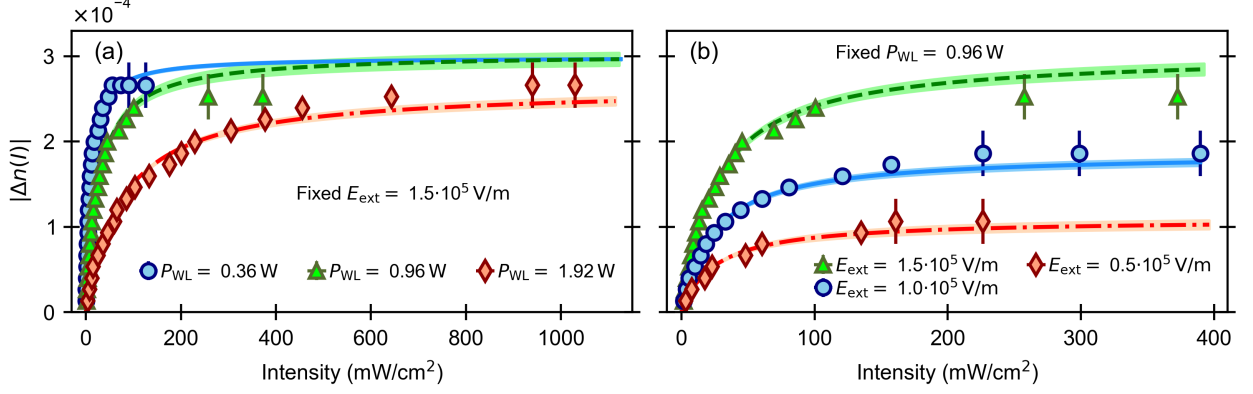 ×10⁻⁴
(a)
3
2
1
0
|Δn(I)|
Fixed E_ext = 1.5·10⁵ V/m
P_WL = 0.36 W
P_WL = 0.96 W
P_WL = 1.92 W
0 200 400 600 800 1000
Intensity (mW/cm²)
(b)
Fixed P_WL = 0.96 W
E_ext = 1.5·10⁵ V/m
E_ext = 0.5·10⁵ V/m
E_ext = 1.0·10⁵ V/m
0 100 200 300 400
Intensity (mW/cm²)